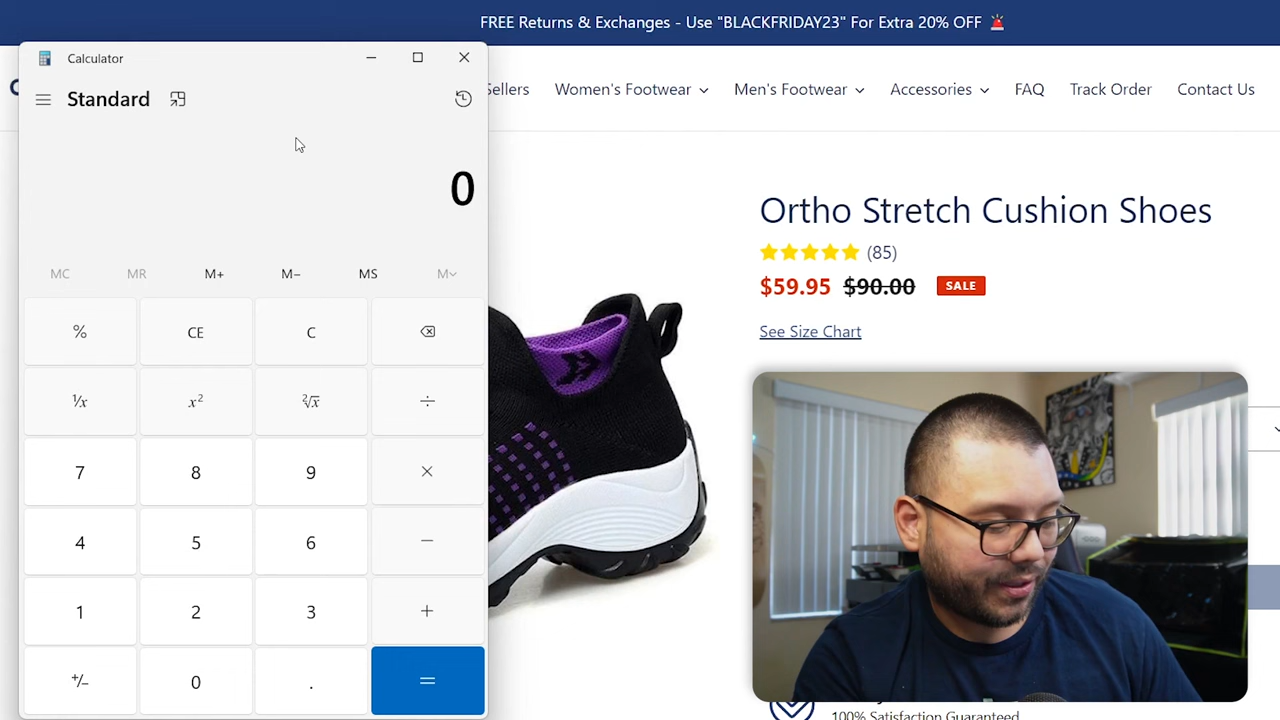 FREE Returns & Exchanges - Use "BLACKFRIDAY23" For Extra 20% OFF 🚨
Sellers Women's Footwear Men's Footwear Accessories FAQ Track Order Contact Us
Calculator
Standard
0
MC MR M+ M− MS M
% CE C
¹/x x² ²√x ÷
7 8 9 ×
4 5 6 −
1 2 3 +
+/− 0 . =
Ortho Stretch Cushion Shoes
(85)
$59.95 $90.00 SALE
See Size Chart
100% Satisfaction Guaranteed